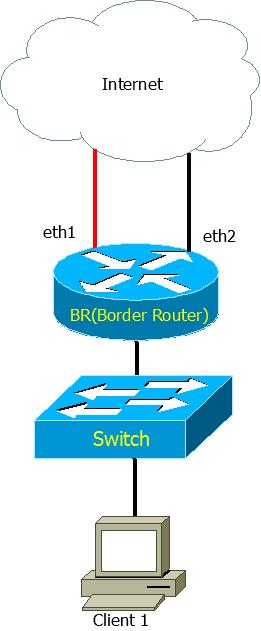 Internet
eth1
eth2
BR(Border Router)
Switch
Client 1